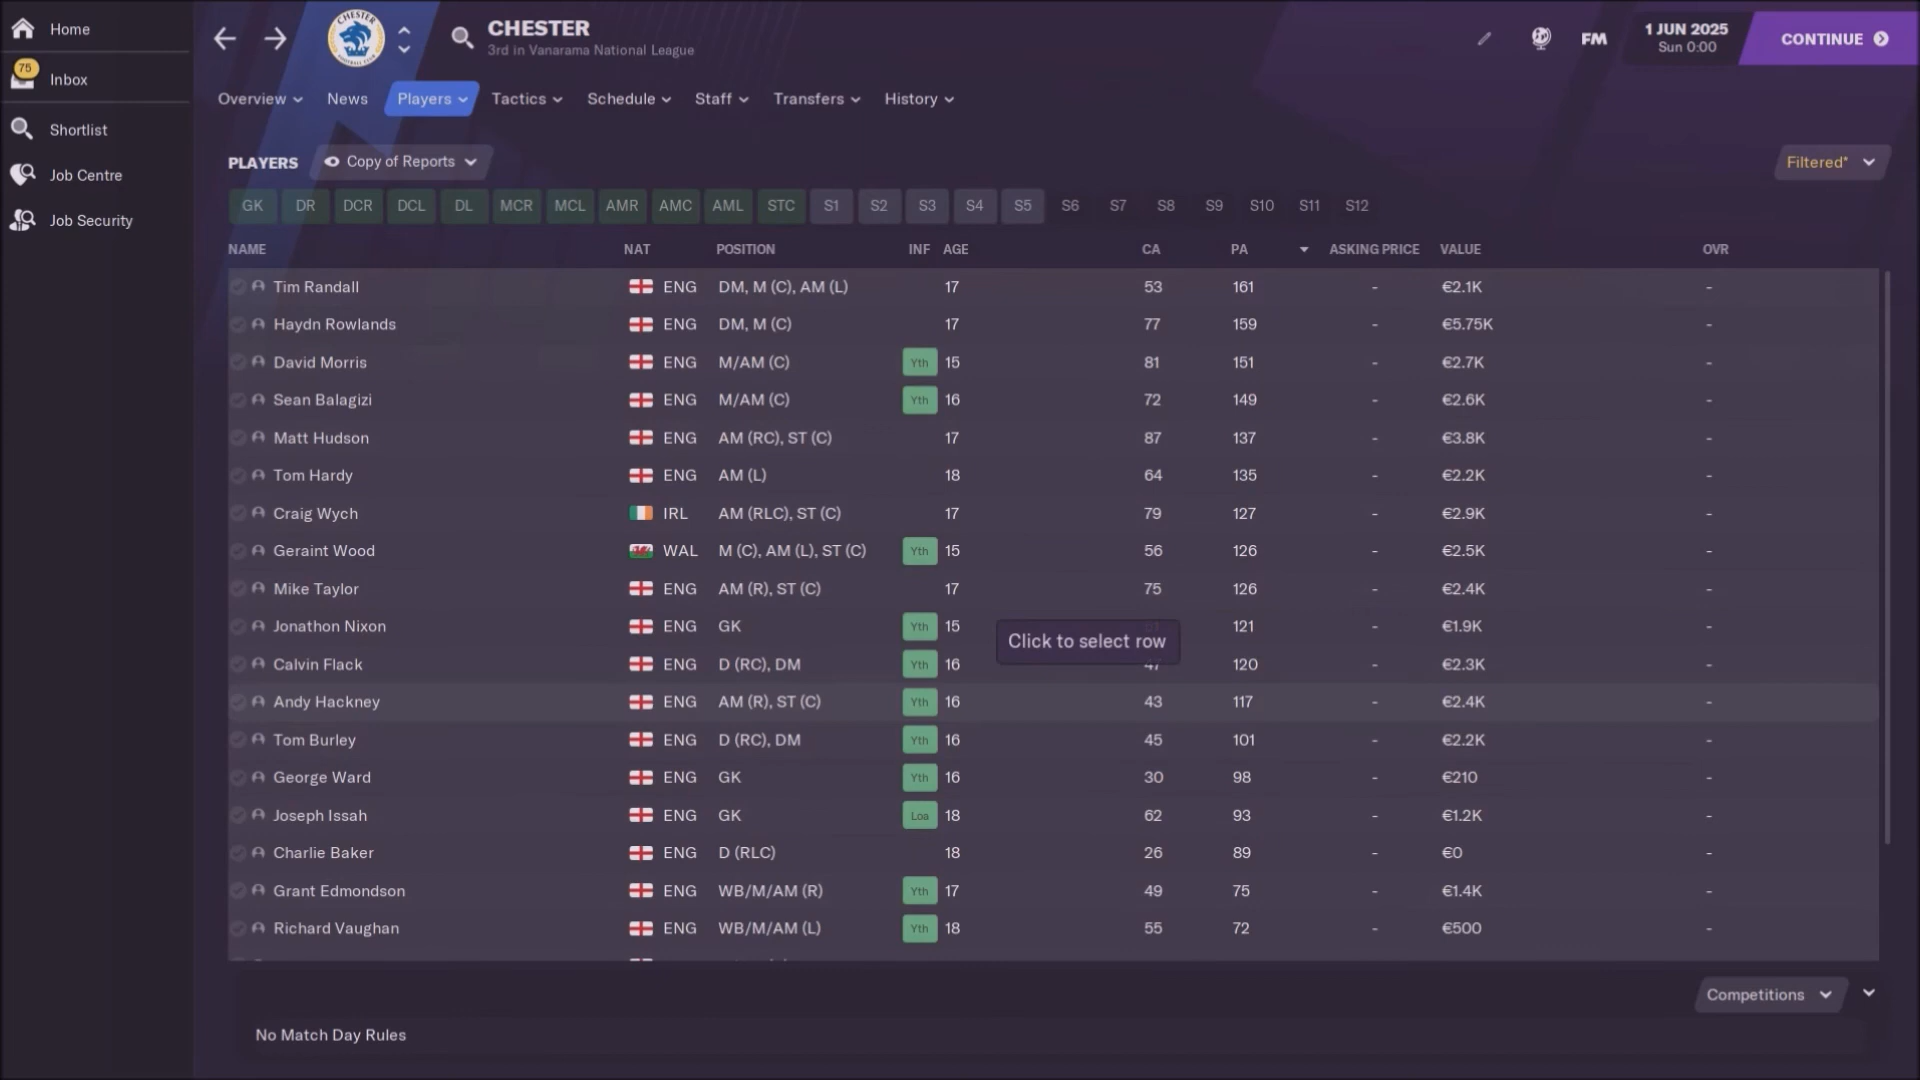 Home
75
Inbox
Shortlist
Job Centre
Job Security
CHESTER
CHESTER
3rd in Vanarama National League
FM
1 JUN 2025
Sun 0:00
CONTINUE
Overview
News
Players
Tactics
Schedule
Staff
Transfers
History
PLAYERS
Copy of Reports
Filtered*
GK DR DCR DCL DL MCR MCL AMR AMC AML STC S1 S2 S3 S4 S5 S6 S7 S8 S9 S10 S11 S12
NAME NAT POSITION INF AGE CA PA ASKING PRICE VALUE OVR
Tim Randall ENG DM, M (C), AM (L) 17 53 161 - €2.1K -
Haydn Rowlands ENG DM, M (C) 17 77 159 - €5.75K -
David Morris ENG M/AM (C) Yth 15 81 151 - €2.7K -
Sean Balagizi ENG M/AM (C) Yth 16 72 149 - €2.6K -
Matt Hudson ENG AM (RC), ST (C) 17 87 137 - €3.8K -
Tom Hardy ENG AM (L) 18 64 135 - €2.2K -
Craig Wych IRL AM (RLC), ST (C) 17 79 127 - €2.9K -
Geraint Wood WAL M (C), AM (L), ST (C) Yth 15 56 126 - €2.5K -
Mike Taylor ENG AM (R), ST (C) 17 75 126 - €2.4K -
Jonathon Nixon ENG GK Yth 15 121 - €1.9K -
Click to select row
Calvin Flack ENG D (RC), DM Yth 16 47 120 - €2.3K -
Andy Hackney ENG AM (R), ST (C) Yth 16 43 117 - €2.4K -
Tom Burley ENG D (RC), DM Yth 16 45 101 - €2.2K -
George Ward ENG GK Yth 16 30 98 - €210 -
Joseph Issah ENG GK Loa 18 62 93 - €1.2K -
Charlie Baker ENG D (RLC) 18 26 89 - €0 -
Grant Edmondson ENG WB/M/AM (R) Yth 17 49 75 - €1.4K -
Richard Vaughan ENG WB/M/AM (L) Yth 18 55 72 - €500 -
Competitions
No Match Day Rules